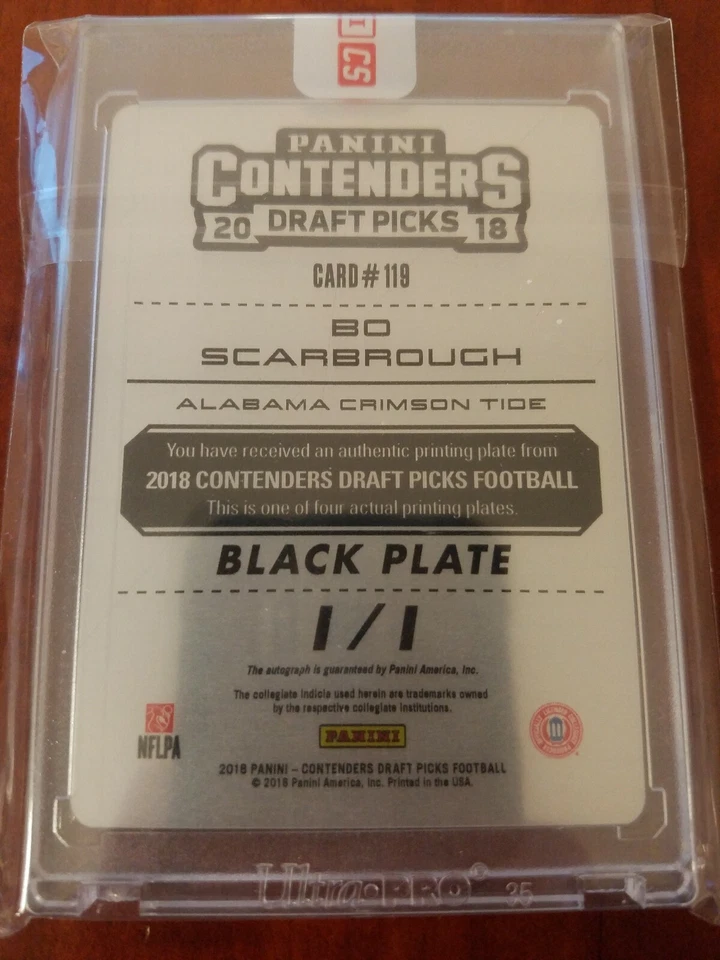 CS
PANINI
CONTENDERS
20 DRAFT PICKS 18
CARD # 119
BO
SCARBROUGH
ALABAMA CRIMSON TIDE
You have received an authentic printing plate from
2018 CONTENDERS DRAFT PICKS FOOTBALL
This is one of four actual printing plates.
BLACK PLATE
1/1
The autograph is guaranteed by Panini America, Inc.
The collegiate indicia used herein are trademarks owned
by the respective collegiate institutions.
PANINI
NFLPA
2018 PANINI – CONTENDERS DRAFT PICKS FOOTBALL
© 2018 Panini America, Inc. Printed in the USA.
Ultra·PRO® 35